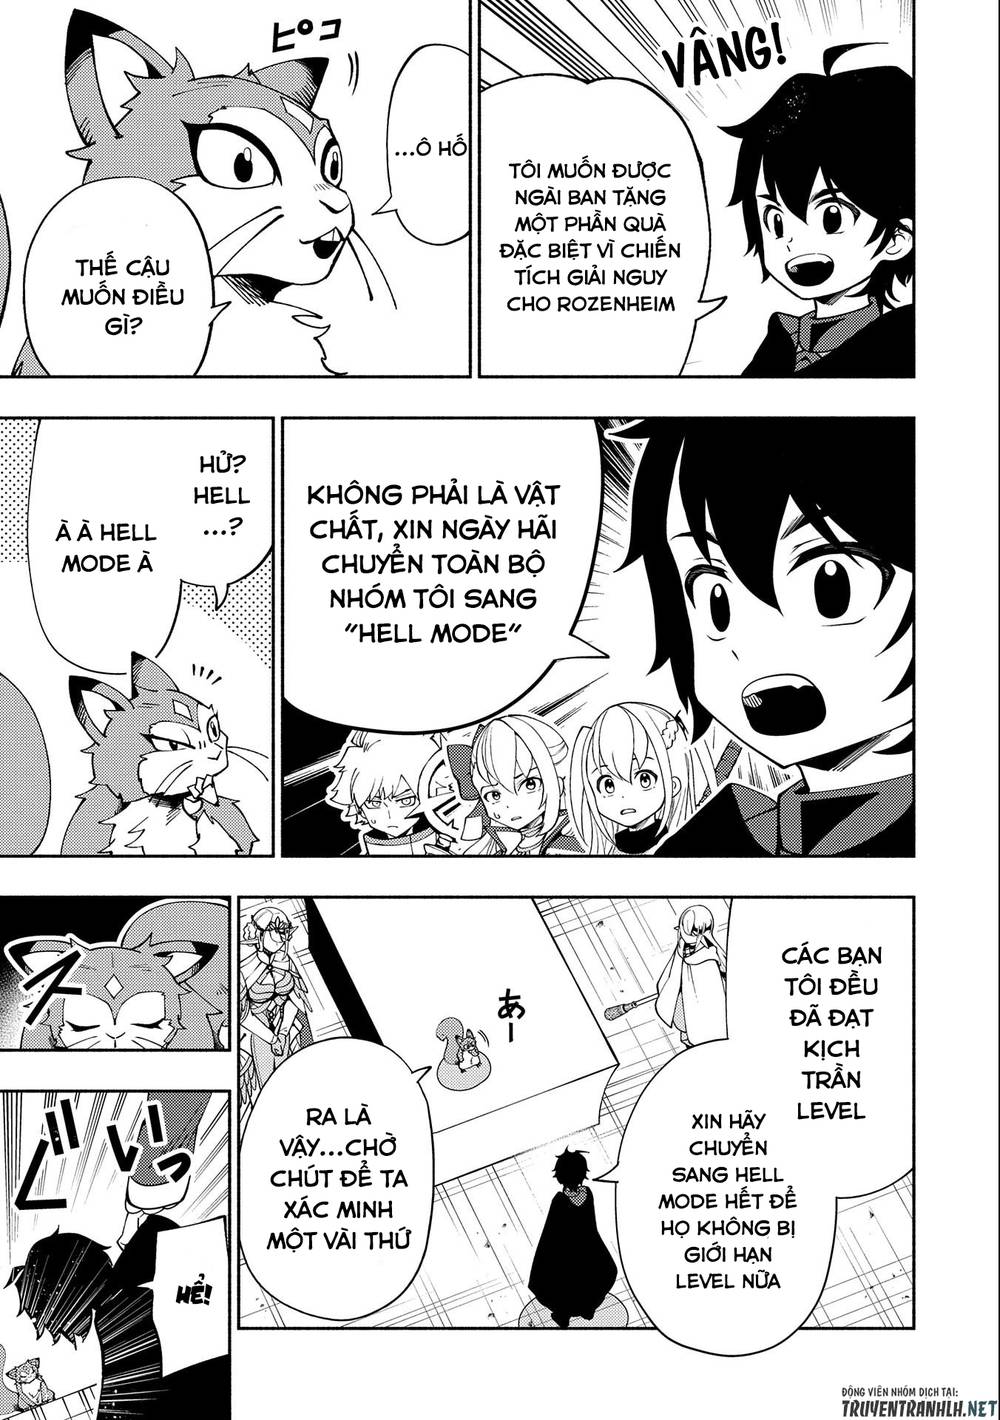 VÂNG!
TÔI MUỐN ĐƯỢC
NGÀI BAN TẶNG
MỘT PHẦN QUÀ
ĐẶC BIỆT VÌ CHIẾN
TÍCH GIẢI NGUY
CHO ROZENHEIM
ピコ
...Ô HỐ
THẾ CẬU
MUỐN ĐIỀU
GÌ?
KHÔNG PHẢI LÀ VẬT
CHẤT, XIN NGÀY HÃI
CHUYỂN TOÀN BỘ
NHÓM TÔI SANG
“HELL MODE”
HỬ?
HELL
...?
À À HELL
MODE À
CÁC BẠN
TÔI ĐỀU
ĐÃ ĐẠT
KỊCH
TRẦN
LEVEL
XIN HÃY
CHUYỂN
SANG HELL
MODE HẾT ĐỂ
HỌ KHÔNG BỊ
GIỚI HẠN
LEVEL NỮA
あー
RA LÀ
VẬY...CHỜ
CHÚT ĐỂ TA
XÁC MINH
MỘT VÀI THỨ
ス
ぐいっ
HỂ!
ĐỘNG VIÊN NHÓM DỊCH TẠI:
TRUYENTRANHLH.NET